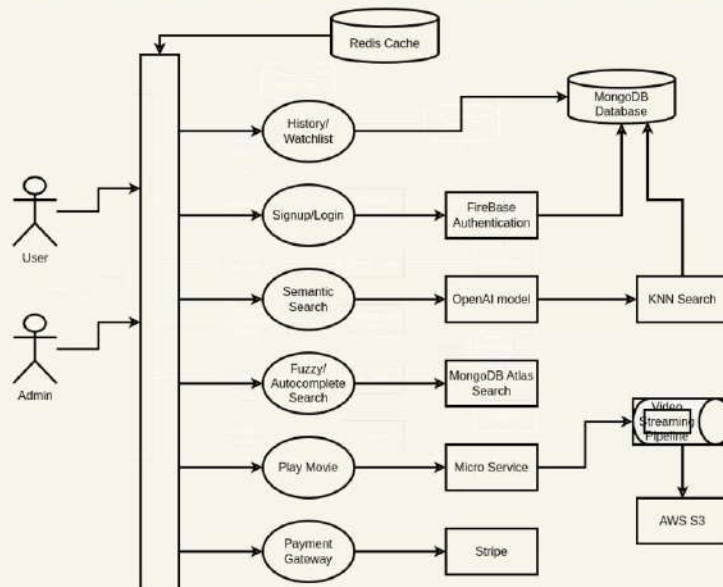 Redis Cache
MongoDB
Database
History/
Watchlist
User
Signup/Login
FireBase
Authentication
Semantic
Search
OpenAI model
KNN Search
Admin
Fuzzy/
Autocomplete
Search
MongoDB Atlas
Search
Video
Streaming
Pipeline
Play Movie
Micro Service
AWS S3
Payment
Gateway
Stripe